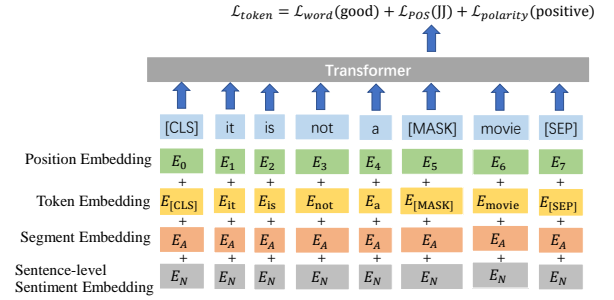 ℒ_token = ℒ_word(good) + ℒ_POS(JJ) + ℒ_polarity(positive)
Transformer
[CLS] it is not a [MASK] movie [SEP]
Position Embedding E_0 E_1 E_2 E_3 E_4 E_5 E_6 E_7
+ + + + + + + +
Token Embedding E_[CLS] E_it E_is E_not E_a E_[MASK] E_movie E_[SEP]
+ + + + + + + +
Segment Embedding E_A E_A E_A E_A E_A E_A E_A E_A
+ + + + + + + +
Sentence-level
Sentiment Embedding E_N E_N E_N E_N E_N E_N E_N E_N